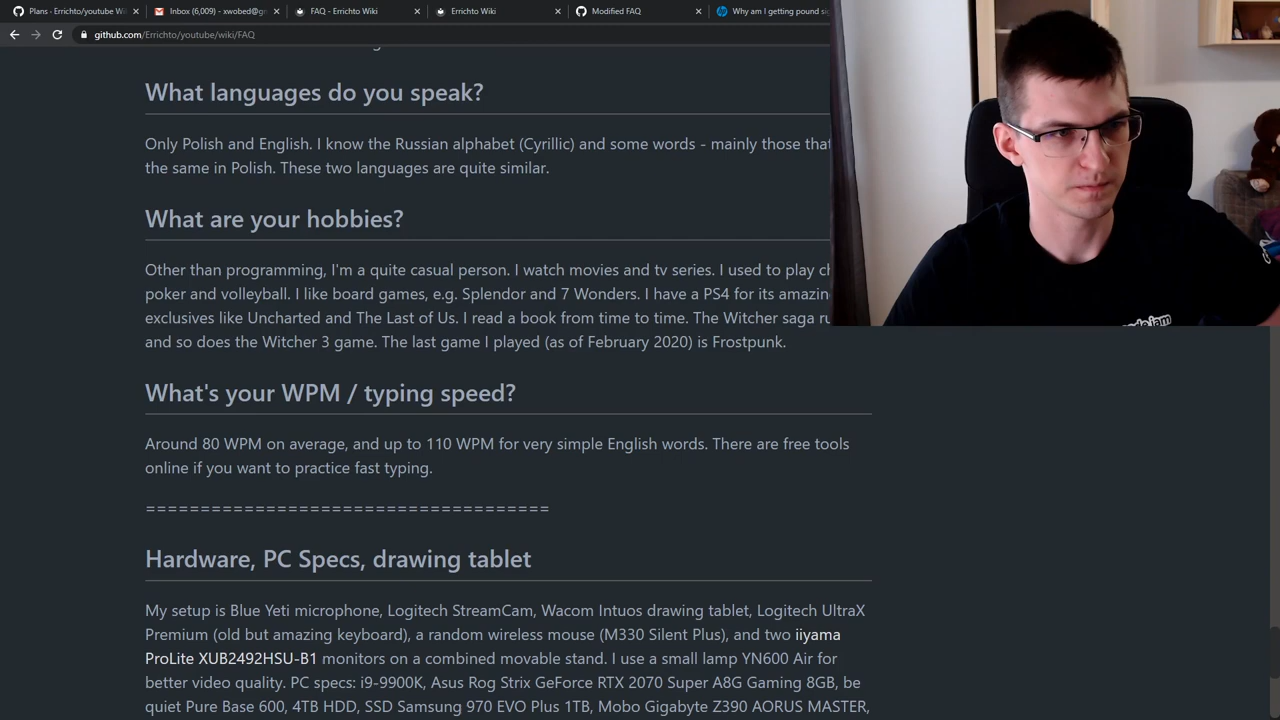 Plans · Errichto/youtube Wiki
Inbox (6,009) - xwobed@g
FAQ - Errichto Wiki
Errichto Wiki
Modified FAQ
Why am I getting pound
github.com/Errichto/youtube/wiki/FAQ
What languages do you speak?
Only Polish and English. I know the Russian alphabet (Cyrillic) and some words - mainly those that
the same in Polish. These two languages are quite similar.
What are your hobbies?
Other than programming, I'm a quite casual person. I watch movies and tv series. I used to play
poker and volleyball. I like board games, e.g. Splendor and 7 Wonders. I have a PS4 for its
exclusives like Uncharted and The Last of Us. I read a book from time to time. The Witcher saga
and so does the Witcher 3 game. The last game I played (as of February 2020) is Frostpunk.
What's your WPM / typing speed?
Around 80 WPM on average, and up to 110 WPM for very simple English words. There are free tools
online if you want to practice fast typing.
=====================================
Hardware, PC Specs, drawing tablet
My setup is Blue Yeti microphone, Logitech StreamCam, Wacom Intuos drawing tablet, Logitech UltraX
Premium (old but amazing keyboard), a random wireless mouse (M330 Silent Plus), and two iiyama
ProLite XUB2492HSU-B1 monitors on a combined movable stand. I use a small lamp YN600 Air for
better video quality. PC specs: i9-9900K, Asus Rog Strix GeForce RTX 2070 Super A8G Gaming 8GB, be
quiet Pure Base 600, 4TB HDD, SSD Samsung 970 EVO Plus 1TB, Mobo Gigabyte Z390 AORUS MASTER,